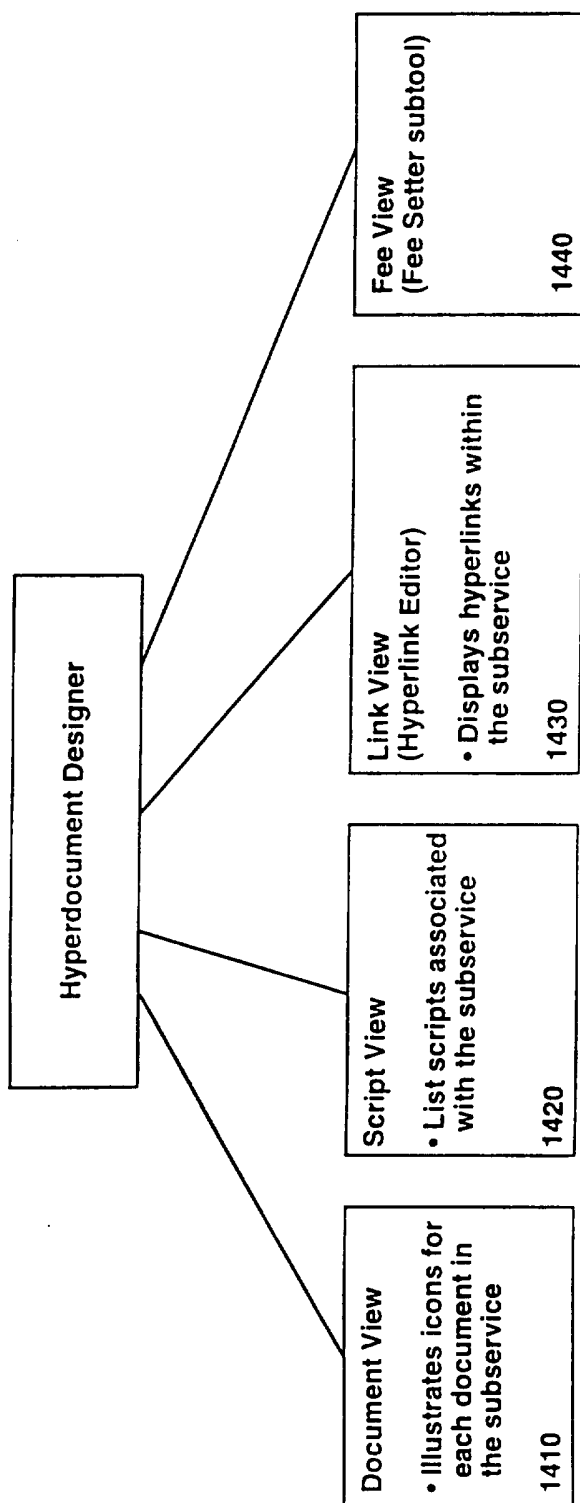 Hyperdocument Designer
Document View
• Illustrates icons for
each document in
the subservice
1410
Script View
• List scripts associated
with the subservice
1420
Link View
(Hyperlink Editor)
• Displays hyperlinks within
the subservice
1430
Fee View
(Fee Setter subtool)
1440